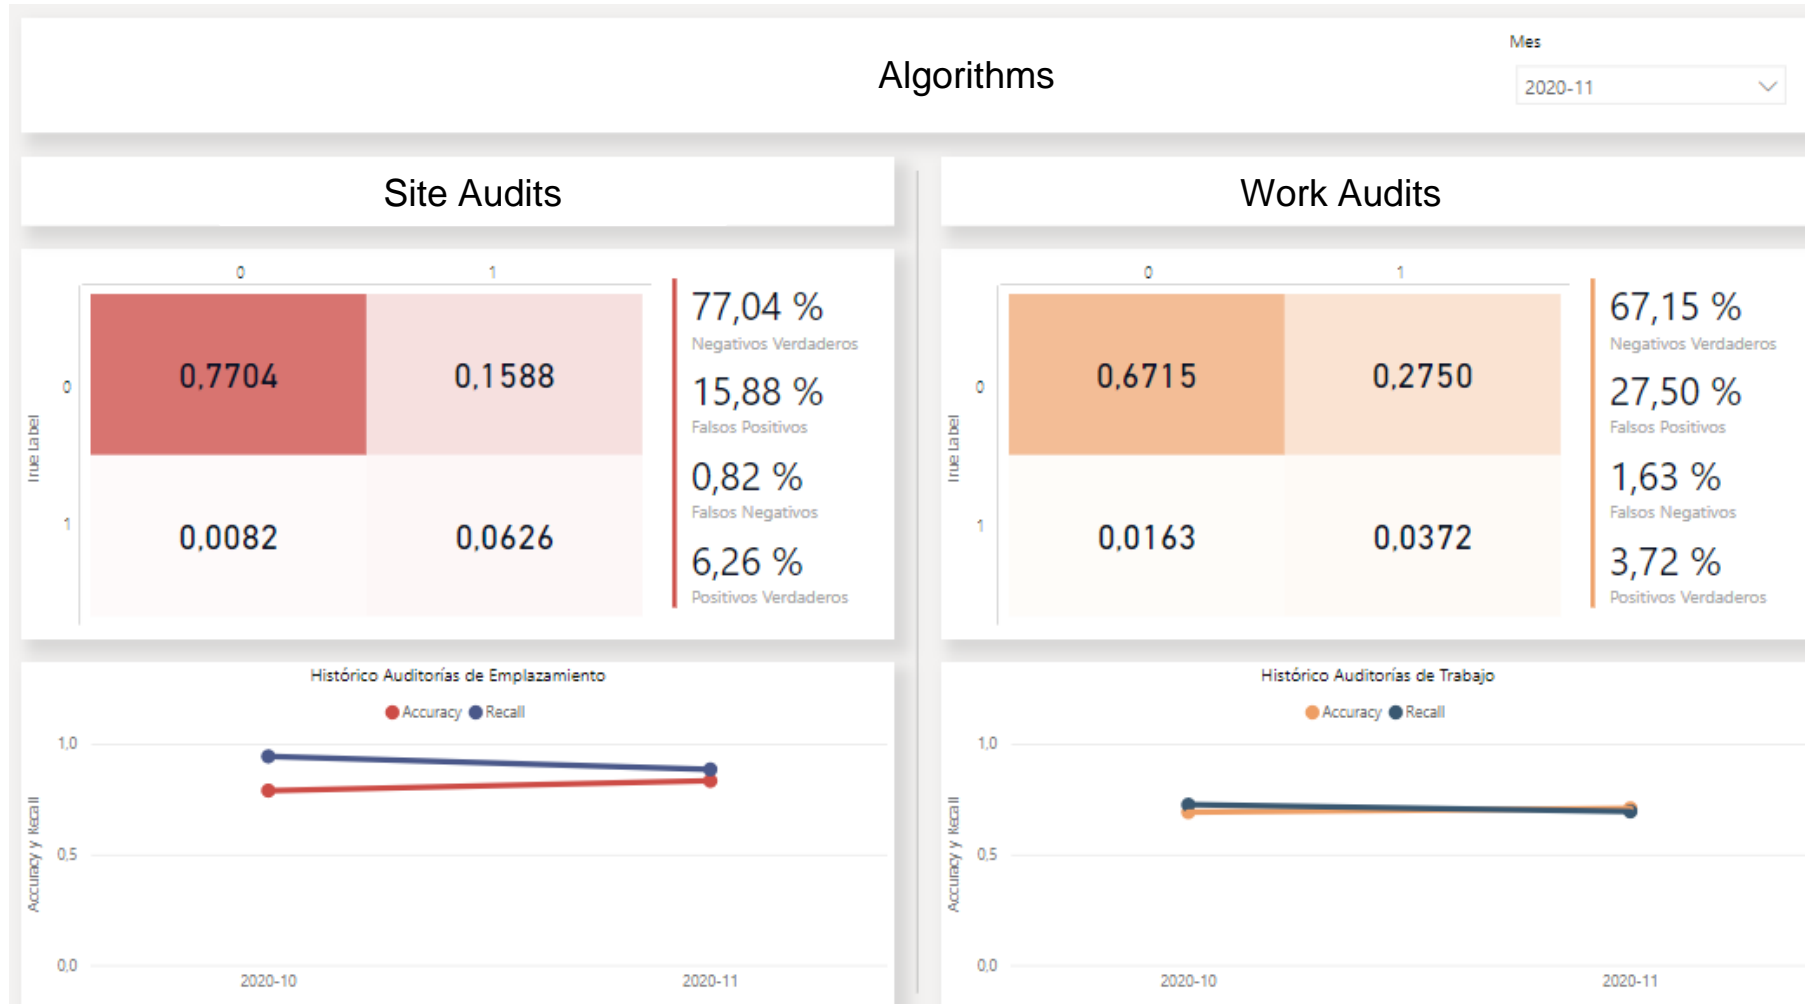 Algorithms
Mes
2020-11
Site Audits
0 1
True Label
0
0,7704 0,1588
1
0,0082 0,0626
77,04 %
Negativos Verdaderos
15,88 %
Falsos Positivos
0,82 %
Falsos Negativos
6,26 %
Positivos Verdaderos
Histórico Auditorías de Emplazamiento
Accuracy Recall
Accuracy y Recall
1,0
0,5
0,0
2020-10 2020-11
Work Audits
0 1
True Label
0
0,6715 0,2750
1
0,0163 0,0372
67,15 %
Negativos Verdaderos
27,50 %
Falsos Positivos
1,63 %
Falsos Negativos
3,72 %
Positivos Verdaderos
Histórico Auditorías de Trabajo
Accuracy Recall
Accuracy y Recall
1,0
0,5
0,0
2020-10 2020-11